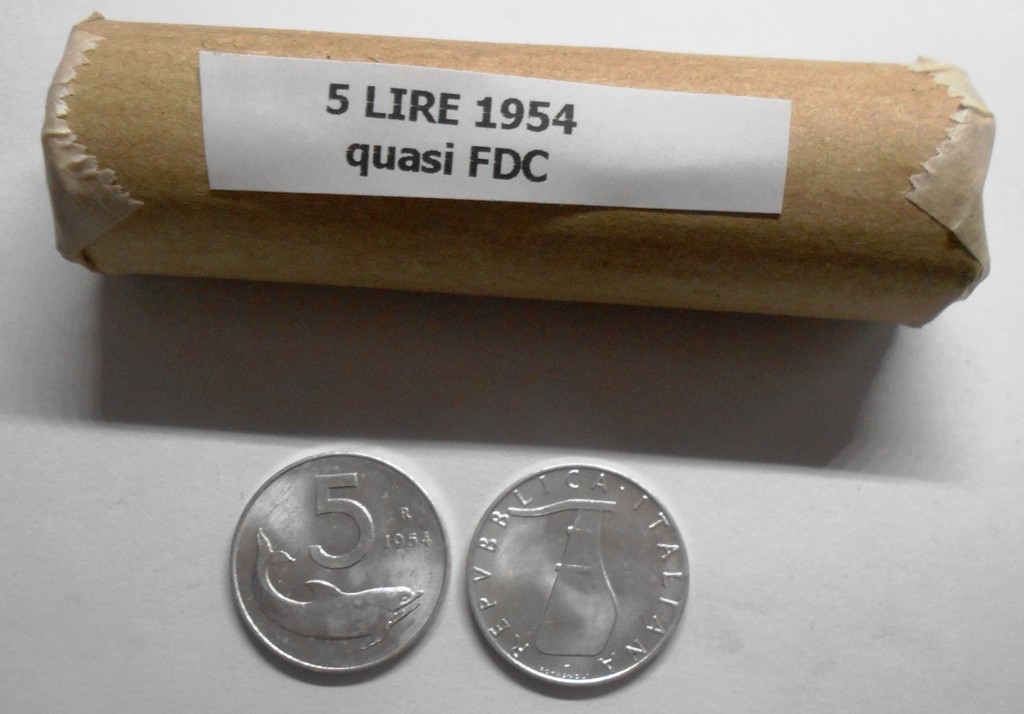 5 LIRE 1954
quasi FDC
5
R
1954
REPVBBLICA·ITALIANA